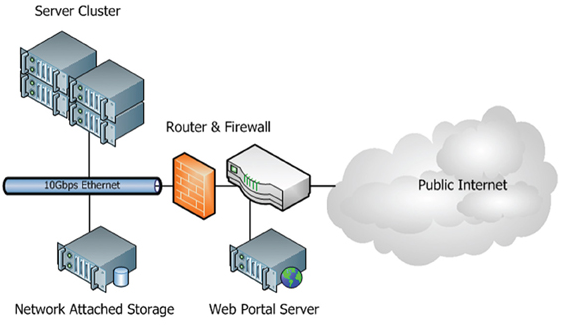 Server Cluster
Router & Firewall
10Gbps Ethernet
Public Internet
Network Attached Storage
Web Portal Server